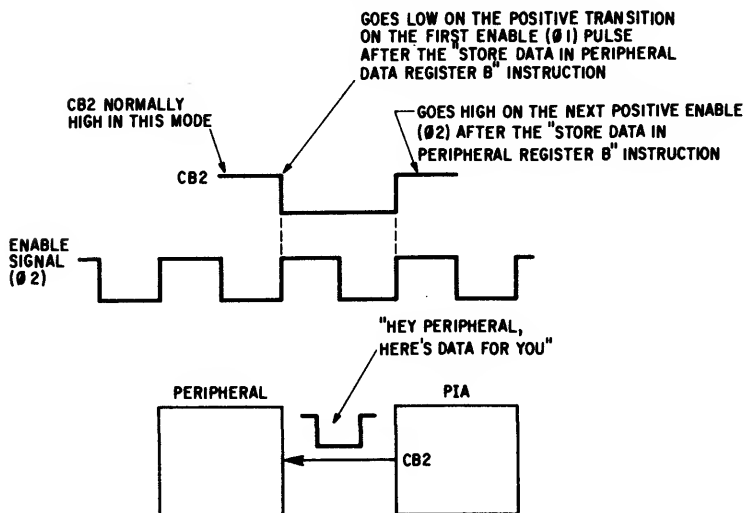 GOES LOW ON THE POSITIVE TRANSITION
ON THE FIRST ENABLE (Ø1) PULSE
AFTER THE "STORE DATA IN PERIPHERAL
DATA REGISTER B" INSTRUCTION
CB2 NORMALLY
HIGH IN THIS MODE
GOES HIGH ON THE NEXT POSITIVE ENABLE
(Ø2) AFTER THE "STORE DATA IN
PERIPHERAL REGISTER B" INSTRUCTION
CB2
ENABLE
SIGNAL
(Ø2)
"HEY PERIPHERAL,
HERE'S DATA FOR YOU"
PERIPHERAL
PIA
CB2